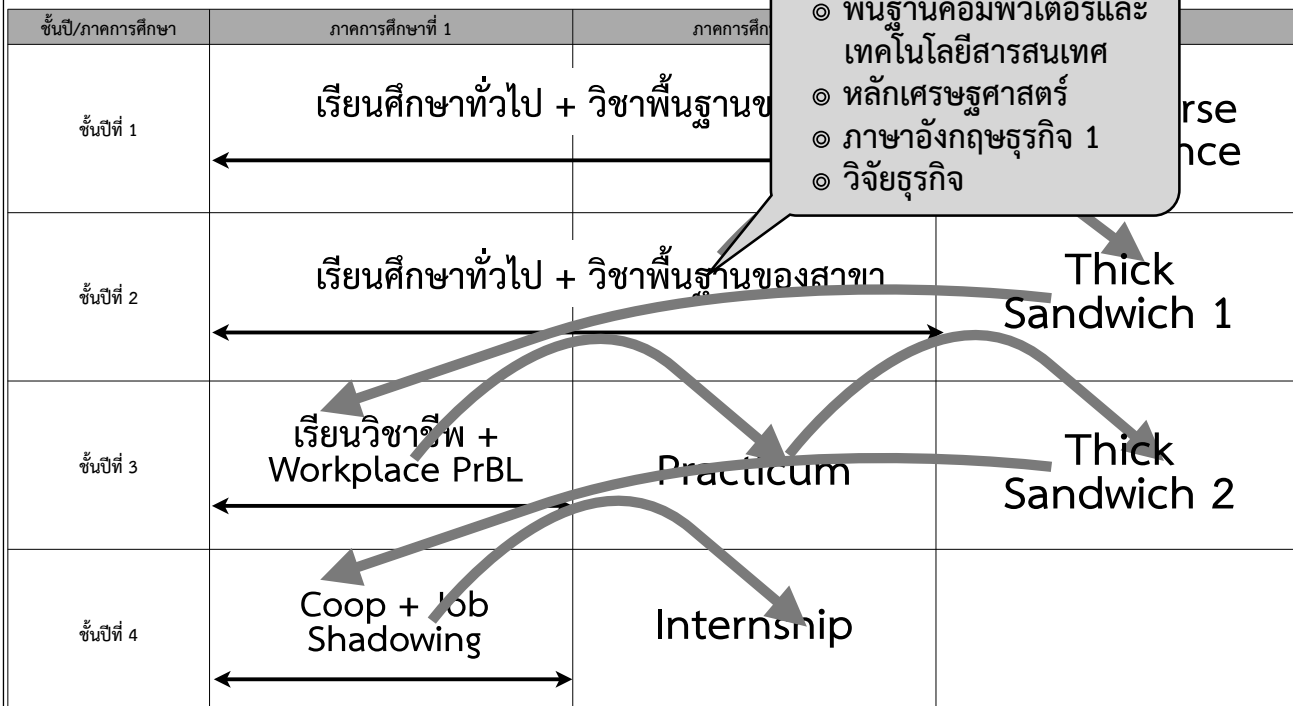 ชั้นปี/ภาคการศึกษา
ภาคการศึกษาที่ 1
ภาคการศึก
พื้นฐานคอมพิวเตอร์และ
เทคโนโลยีสารสนเทศ
◎ หลักเศรษฐศาสตร์
◎ ภาษาอังกฤษธุรกิจ 1
◎ วิจัยธุรกิจ
ชั้นปีที่ 1
เรียนศึกษาทั่วไป + วิชาพื้นฐานข
ชั้นปีที่ 2
เรียนศึกษาทั่วไป + วิชาพื้นฐานของสาขา
Thick
Sandwich 1
ชั้นปีที่ 3
เรียนวิชาชีพ +
Workplace PrBL
Practicum
Thick
Sandwich 2
ชั้นปีที่ 4
Coop + Job
Shadowing
Internship